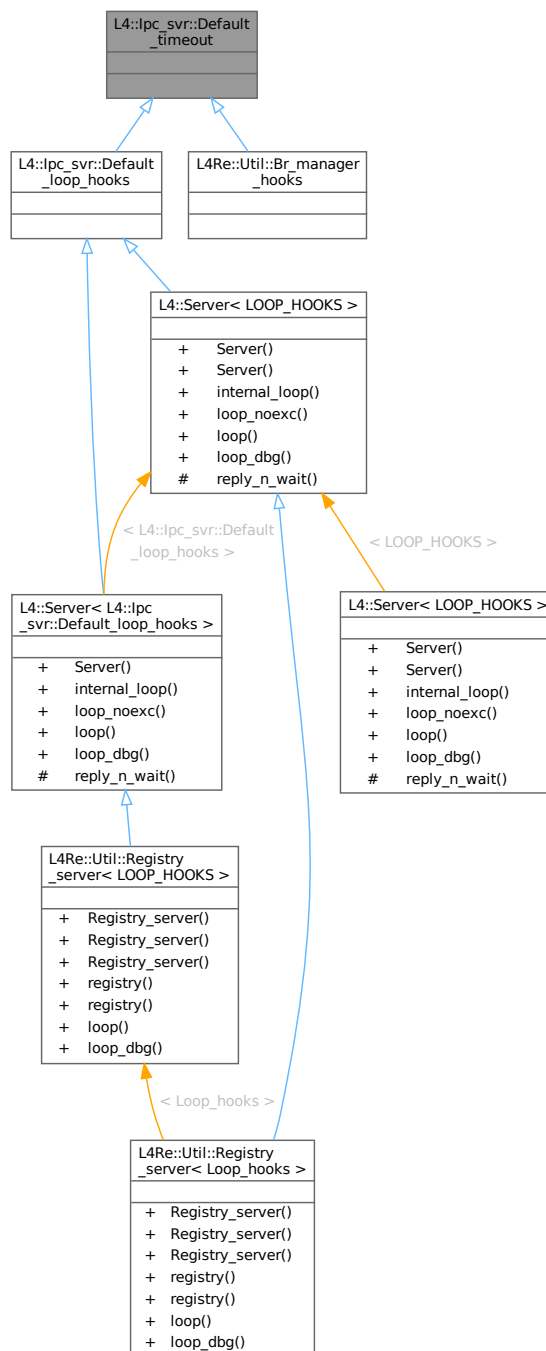 L4::Ipc_svr::Default
_timeout
L4::Ipc_svr::Default
_loop_hooks
L4Re::Util::Br_manager
_hooks
L4::Server< LOOP_HOOKS >
+ Server()
+ Server()
+ internal_loop()
+ loop_noexc()
+ loop()
+ loop_dbg()
# reply_n_wait()
< L4::Ipc_svr::Default
_loop_hooks >
< LOOP_HOOKS >
L4::Server< L4::Ipc
_svr::Default_loop_hooks >
+ Server()
+ internal_loop()
+ loop_noexc()
+ loop()
+ loop_dbg()
# reply_n_wait()
L4::Server< LOOP_HOOKS >
+ Server()
+ Server()
+ internal_loop()
+ loop_noexc()
+ loop()
+ loop_dbg()
# reply_n_wait()
L4Re::Util::Registry
_server< LOOP_HOOKS >
+ Registry_server()
+ Registry_server()
+ Registry_server()
+ registry()
+ registry()
+ loop()
+ loop_dbg()
< Loop_hooks >
L4Re::Util::Registry
_server< Loop_hooks >
+ Registry_server()
+ Registry_server()
+ Registry_server()
+ registry()
+ registry()
+ loop()
+ loop_dbg()